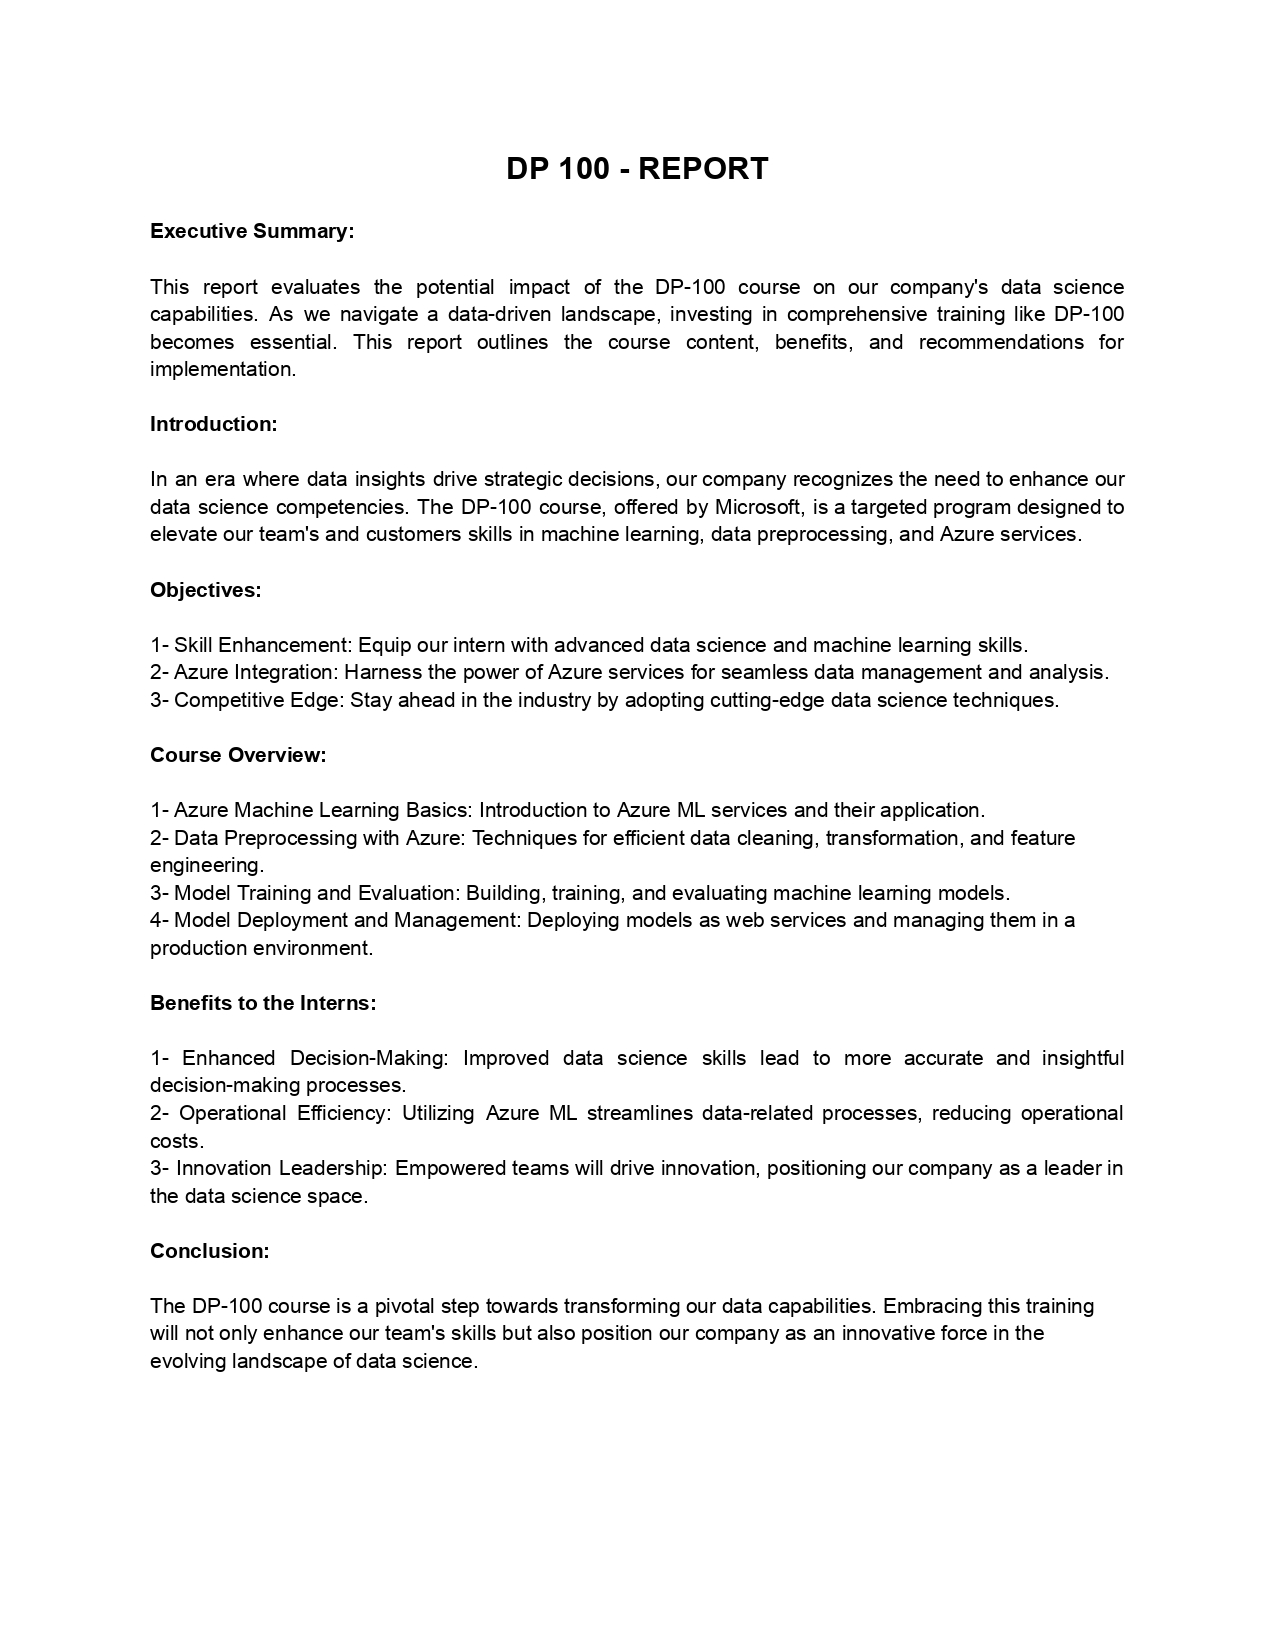 DP 100 - REPORT
Executive Summary:
This report evaluates the potential impact of the DP-100 course on our company's data science
capabilities. As we navigate a data-driven landscape, investing in comprehensive training like DP-100
becomes essential. This report outlines the course content, benefits, and recommendations for
implementation.
Introduction:
In an era where data insights drive strategic decisions, our company recognizes the need to enhance our
data science competencies. The DP-100 course, offered by Microsoft, is a targeted program designed to
elevate our team's and customers skills in machine learning, data preprocessing, and Azure services.
Objectives:
1- Skill Enhancement: Equip our intern with advanced data science and machine learning skills.
2- Azure Integration: Harness the power of Azure services for seamless data management and analysis.
3- Competitive Edge: Stay ahead in the industry by adopting cutting-edge data science techniques.
Course Overview:
1- Azure Machine Learning Basics: Introduction to Azure ML services and their application.
2- Data Preprocessing with Azure: Techniques for efficient data cleaning, transformation, and feature
engineering.
3- Model Training and Evaluation: Building, training, and evaluating machine learning models.
4- Model Deployment and Management: Deploying models as web services and managing them in a
production environment.
Benefits to the Interns:
1- Enhanced Decision-Making: Improved data science skills lead to more accurate and insightful
decision-making processes.
2- Operational Efficiency: Utilizing Azure ML streamlines data-related processes, reducing operational
costs.
3- Innovation Leadership: Empowered teams will drive innovation, positioning our company as a leader in
the data science space.
Conclusion:
The DP-100 course is a pivotal step towards transforming our data capabilities. Embracing this training
will not only enhance our team's skills but also position our company as an innovative force in the
evolving landscape of data science.